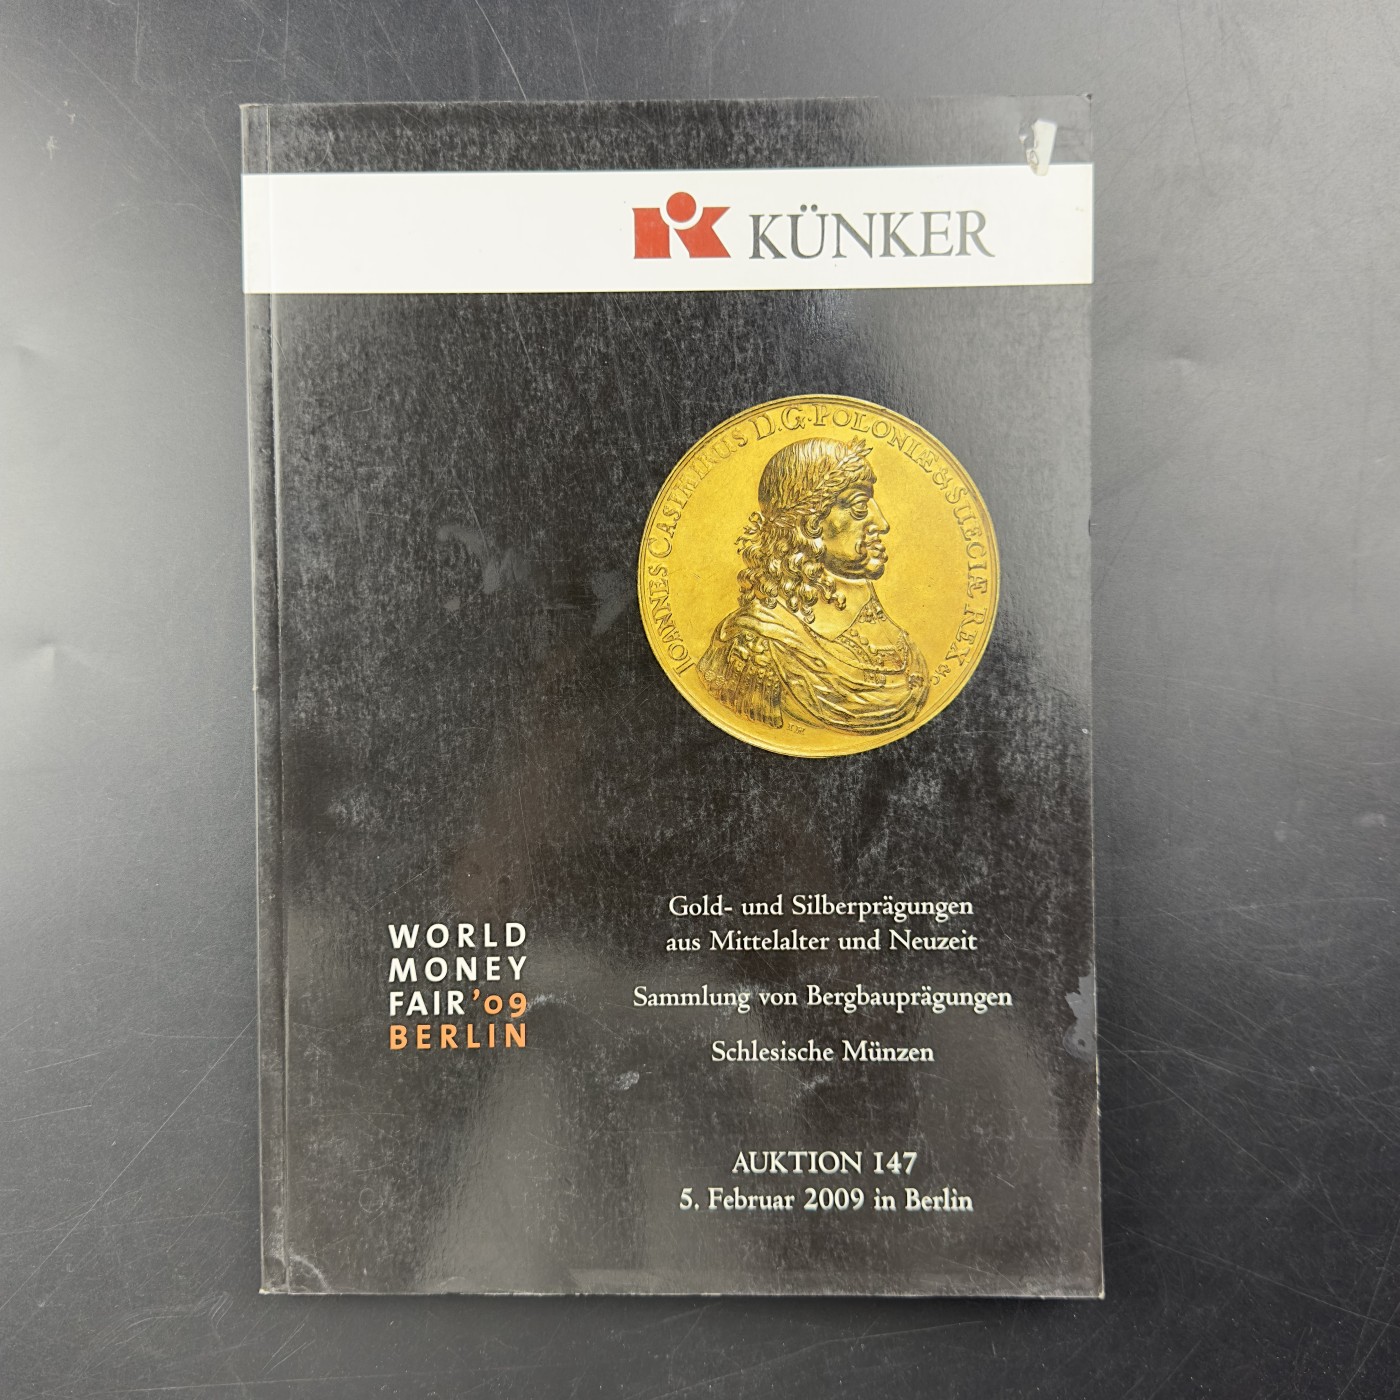 KÜNKER
IOANNES CASIMIRUS D.G. POLONIÆ & SUECIÆ REX &c
Gold- und Silberprägungen
aus Mittelalter und Neuzeit
Sammlung von Bergbauprägungen
Schlesische Münzen
WORLD
MONEY
FAIR '09
BERLIN
AUKTION 147
5. Februar 2009 in Berlin